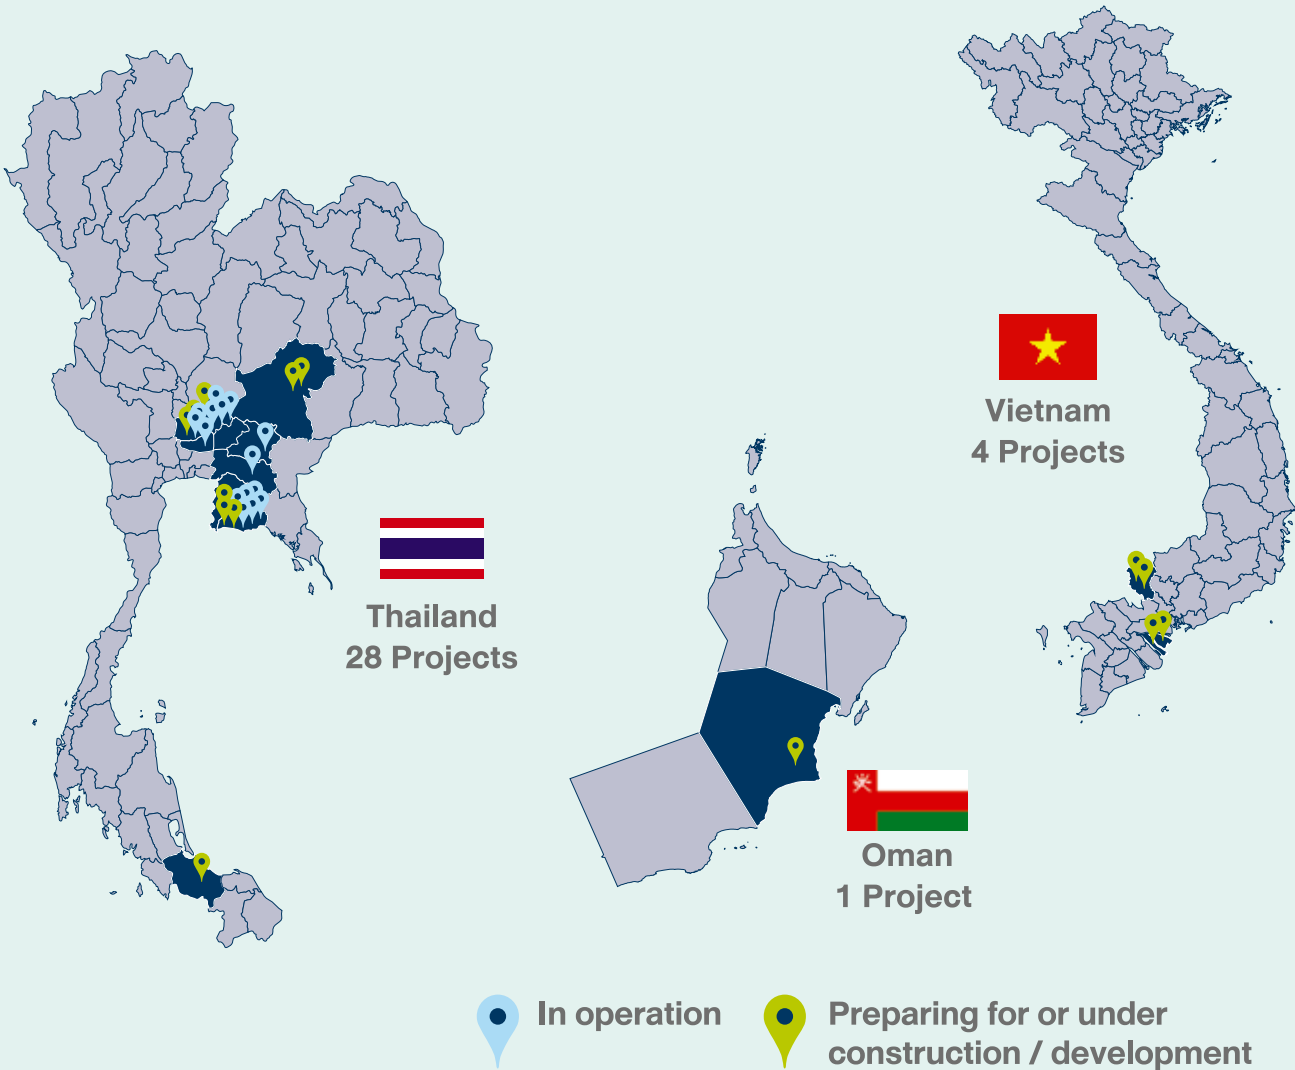 Vietnam
4 Projects
Thailand
28 Projects
Oman
1 Project
In operation
Preparing for or under
construction / development